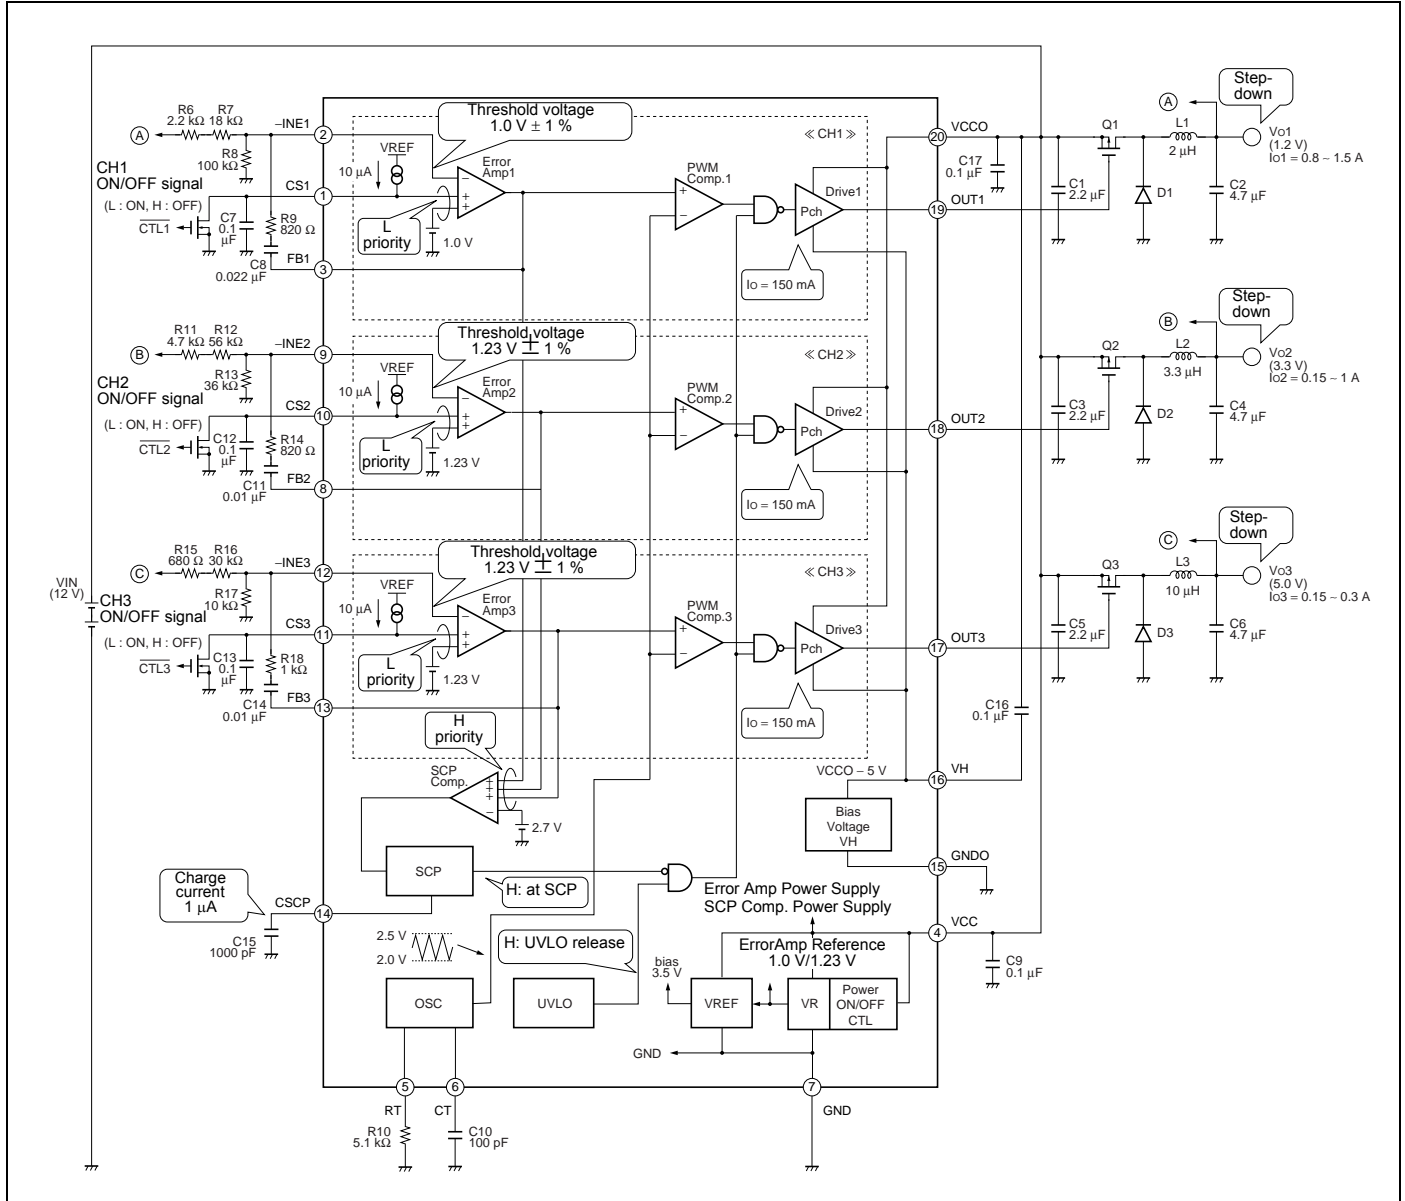 A
R6
2.2 kΩ
R7
18 kΩ
R8
100 kΩ
–INE1
2
CH1
ON/OFF signal
(L : ON, H : OFF)
CTL1
CS1
1
C7
0.1
µF
R9
820 Ω
C8
0.022 µF
FB1
3
Threshold voltage
1.0 V ± 1 %
VREF
10 µA
Error
Amp1
L
priority
1.0 V
PWM
Comp.1
≪ CH1 ≫
Drive1
Pch
IO = 150 mA
20
VCCO
19
OUT1
C17
0.1 µF
C1
2.2 µF
Q1
D1
A
L1
2 µH
C2
4.7 µF
Step-
down
VO1
(1.2 V)
IO1 = 0.8 ~ 1.5 A
B
R11
4.7 kΩ
R12
56 kΩ
R13
36 kΩ
–INE2
9
CH2
ON/OFF signal
(L : ON, H : OFF)
CTL2
CS2
10
C12
0.1
µF
R14
820 Ω
C11
0.01 µF
FB2
8
Threshold voltage
1.23 V ± 1 %
VREF
10 µA
Error
Amp2
L
priority
1.23 V
PWM
Comp.2
≪ CH2 ≫
Drive2
Pch
IO = 150 mA
18
OUT2
C3
2.2 µF
Q2
D2
B
L2
3.3 µH
C4
4.7 µF
Step-
down
VO2
(3.3 V)
IO2 = 0.15 ~ 1 A
VIN
(12 V)
C
R15
680 Ω
R16
30 kΩ
R17
10 kΩ
–INE3
12
CH3
ON/OFF signal
(L : ON, H : OFF)
CTL3
CS3
11
C13
0.1
µF
R18
1 kΩ
C14
0.01 µF
FB3
13
Threshold voltage
1.23 V ± 1 %
VREF
10 µA
Error
Amp3
L
priority
1.23 V
PWM
Comp.3
≪ CH3 ≫
Drive3
Pch
IO = 150 mA
17
OUT3
C5
2.2 µF
Q3
D3
C
L3
10 µH
C6
4.7 µF
Step-
down
VO3
(5.0 V)
IO3 = 0.15 ~ 0.3 A
H
priority
SCP
Comp.
2.7 V
C16
0.1 µF
VCCO – 5 V
16
VH
Bias
Voltage
VH
15
GNDO
SCP
H: at SCP
Charge
current
1 µA
CSCP
14
C15
1000 pF
2.5 V
2.0 V
H: UVLO release
Error Amp Power Supply
SCP Comp. Power Supply
4
VCC
C9
0.1 µF
ErrorAmp Reference
1.0 V/1.23 V
bias
3.5 V
OSC
UVLO
VREF
VR
Power
ON/OFF
CTL
GND
5
RT
6
CT
7
GND
R10
5.1 kΩ
C10
100 pF